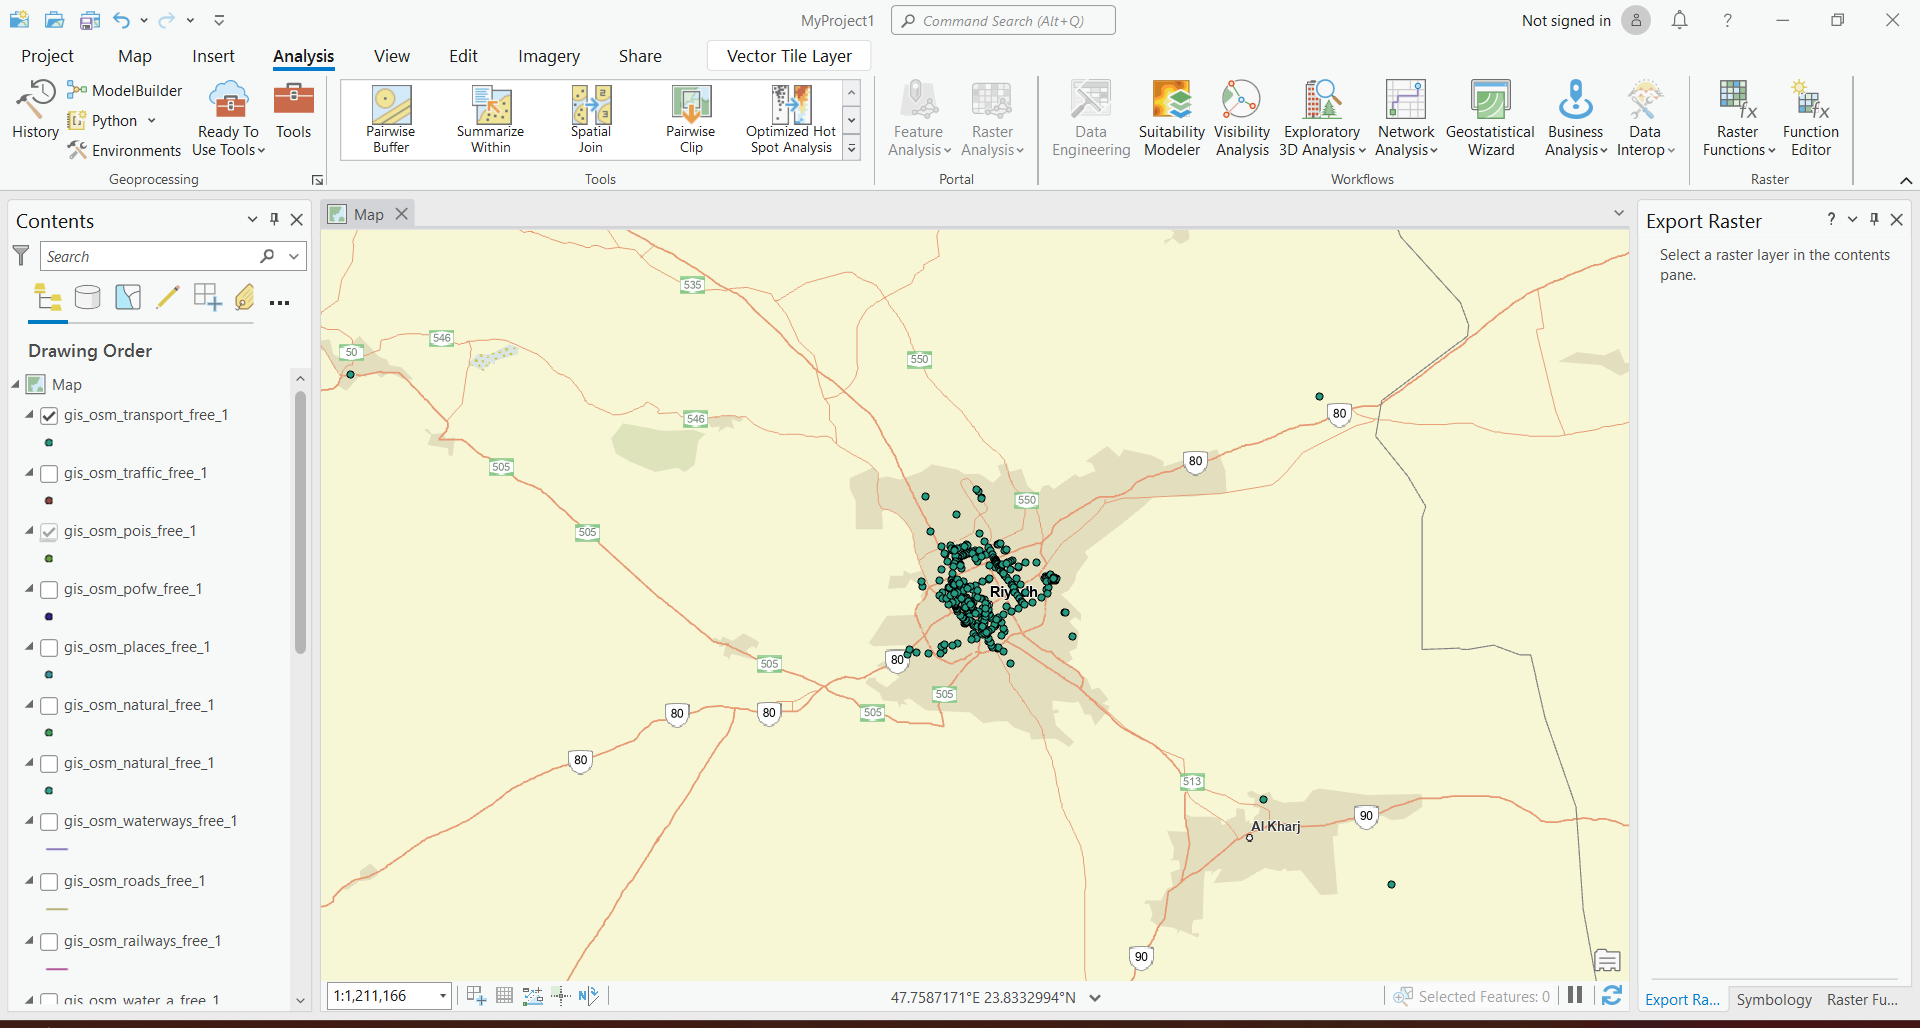 MyProject1
Command Search (Alt+Q)
Not signed in
?
Project
Map
Insert
Analysis
View
Edit
Imagery
Share
Vector Tile Layer
History
ModelBuilder
Python
Environments
Ready To
Use Tools
Tools
Geoprocessing
Pairwise
Buffer
Summarize
Within
Spatial
Join
Pairwise
Clip
Optimized Hot
Spot Analysis
Tools
Feature
Analysis
Raster
Analysis
Portal
Data
Engineering
Suitability
Modeler
Visibility
Analysis
Exploratory
3D Analysis
Network
Analysis
Geostatistical
Wizard
Business
Analysis
Data
Interop
Workflows
Raster
Functions
Function
Editor
Raster
Contents
Search
Drawing Order
Map
gis_osm_transport_free_1
gis_osm_traffic_free_1
gis_osm_pois_free_1
gis_osm_pofw_free_1
gis_osm_places_free_1
gis_osm_natural_free_1
gis_osm_natural_free_1
gis_osm_waterways_free_1
gis_osm_roads_free_1
gis_osm_railways_free_1
gis_osm_water_a_free_1
Map
535
546
50
550
546
80
505
80
550
505
Riyadh
505
80
505
80
80
505
80
513
90
Al Kharj
90
1:1,211,166
47.7587171°E 23.8332994°N
Selected Features: 0
Export Raster
?
Select a raster layer in the contents
pane.
Export Ra...
Symbology
Raster Fu...